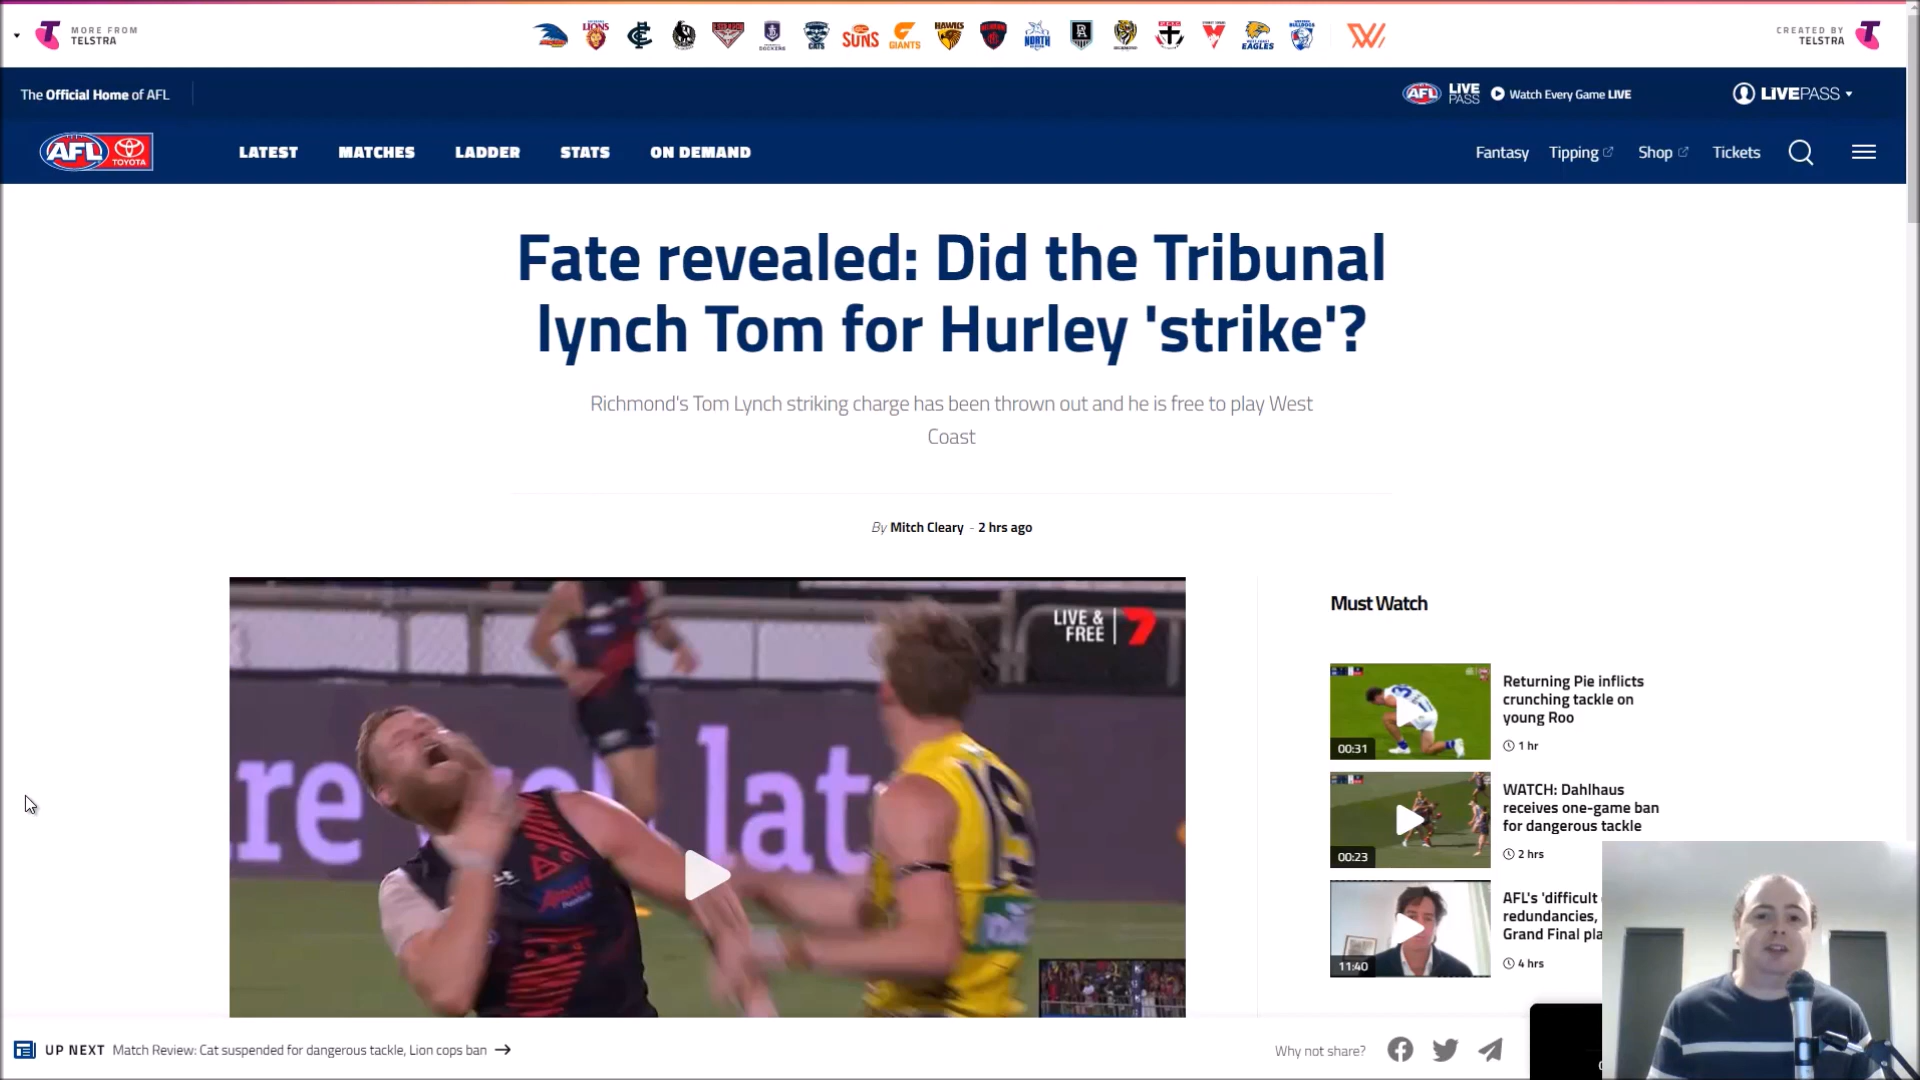 MORE FROM
TELSTRA
SUNS
GIANTS
HAWKS
NORTH
EAGLES
CREATED BY
TELSTRA
The Official Home of AFL
AFL LIVE PASS Watch Every Game LIVE
LIVEPASS
AFL TOYOTA
LATEST MATCHES LADDER STATS ON DEMAND
Fantasy Tipping Shop Tickets
Fate revealed: Did the Tribunal
lynch Tom for Hurley 'strike'?
Richmond's Tom Lynch striking charge has been thrown out and he is free to play West
Coast
By Mitch Cleary - 2 hrs ago
LIVE &
FREE 7
re lat
Must Watch
Returning Pie inflicts
crunching tackle on
young Roo
00:31
1 hr
WATCH: Dahlhaus
receives one-game ban
for dangerous tackle
00:23
2 hrs
AFL's 'difficult
redundancies,
Grand Final pla
11:40
4 hrs
UP NEXT Match Review: Cat suspended for dangerous tackle, Lion cops ban
Why not share?